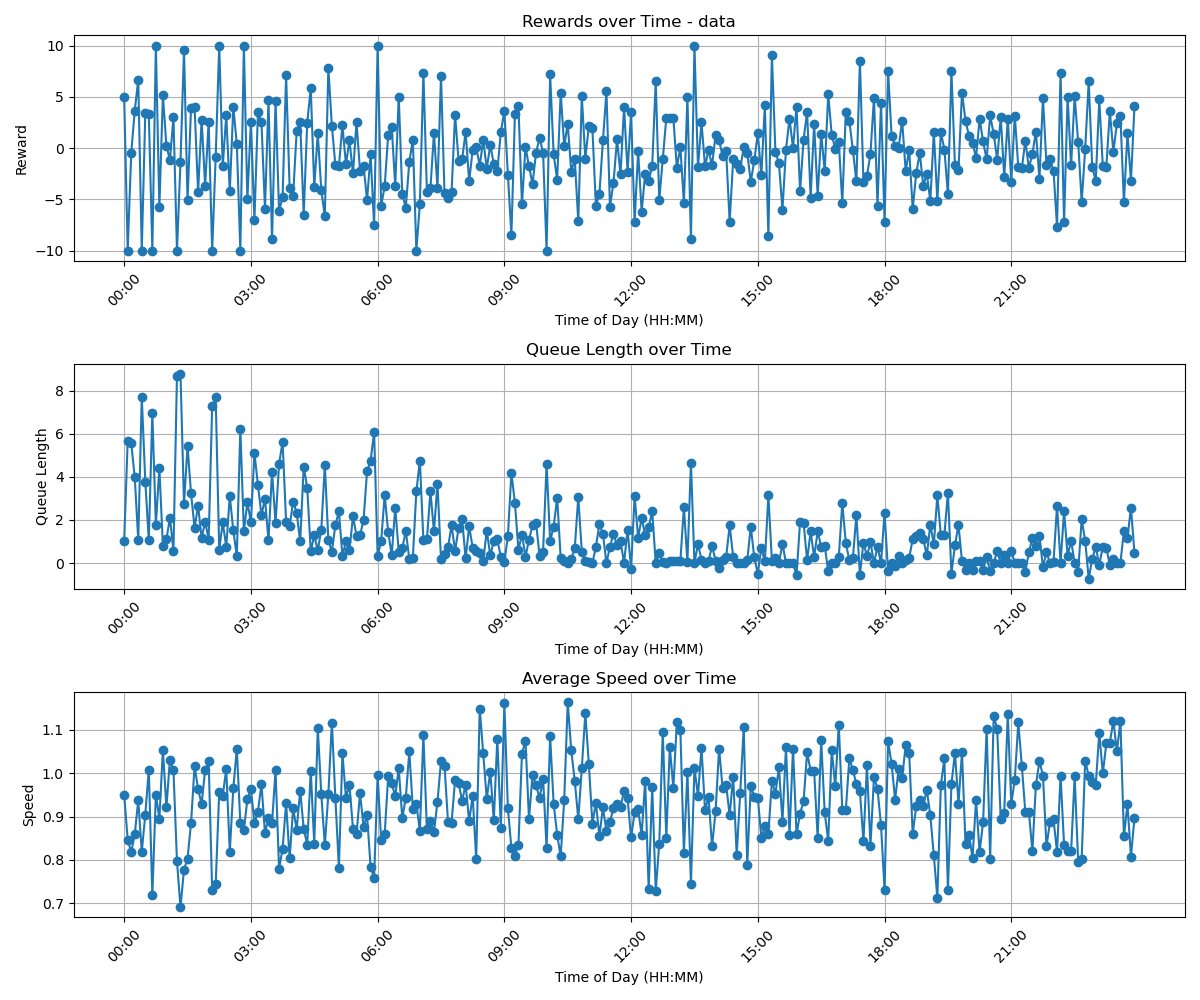 Rewards over Time - data
Reward
10
5
0
−5
−10
00:00 03:00 06:00 09:00 12:00 15:00 18:00 21:00
Time of Day (HH:MM)
Queue Length over Time
Queue Length
8
6
4
2
0
00:00 03:00 06:00 09:00 12:00 15:00 18:00 21:00
Time of Day (HH:MM)
Average Speed over Time
Speed
1.1
1.0
0.9
0.8
0.7
00:00 03:00 06:00 09:00 12:00 15:00 18:00 21:00
Time of Day (HH:MM)